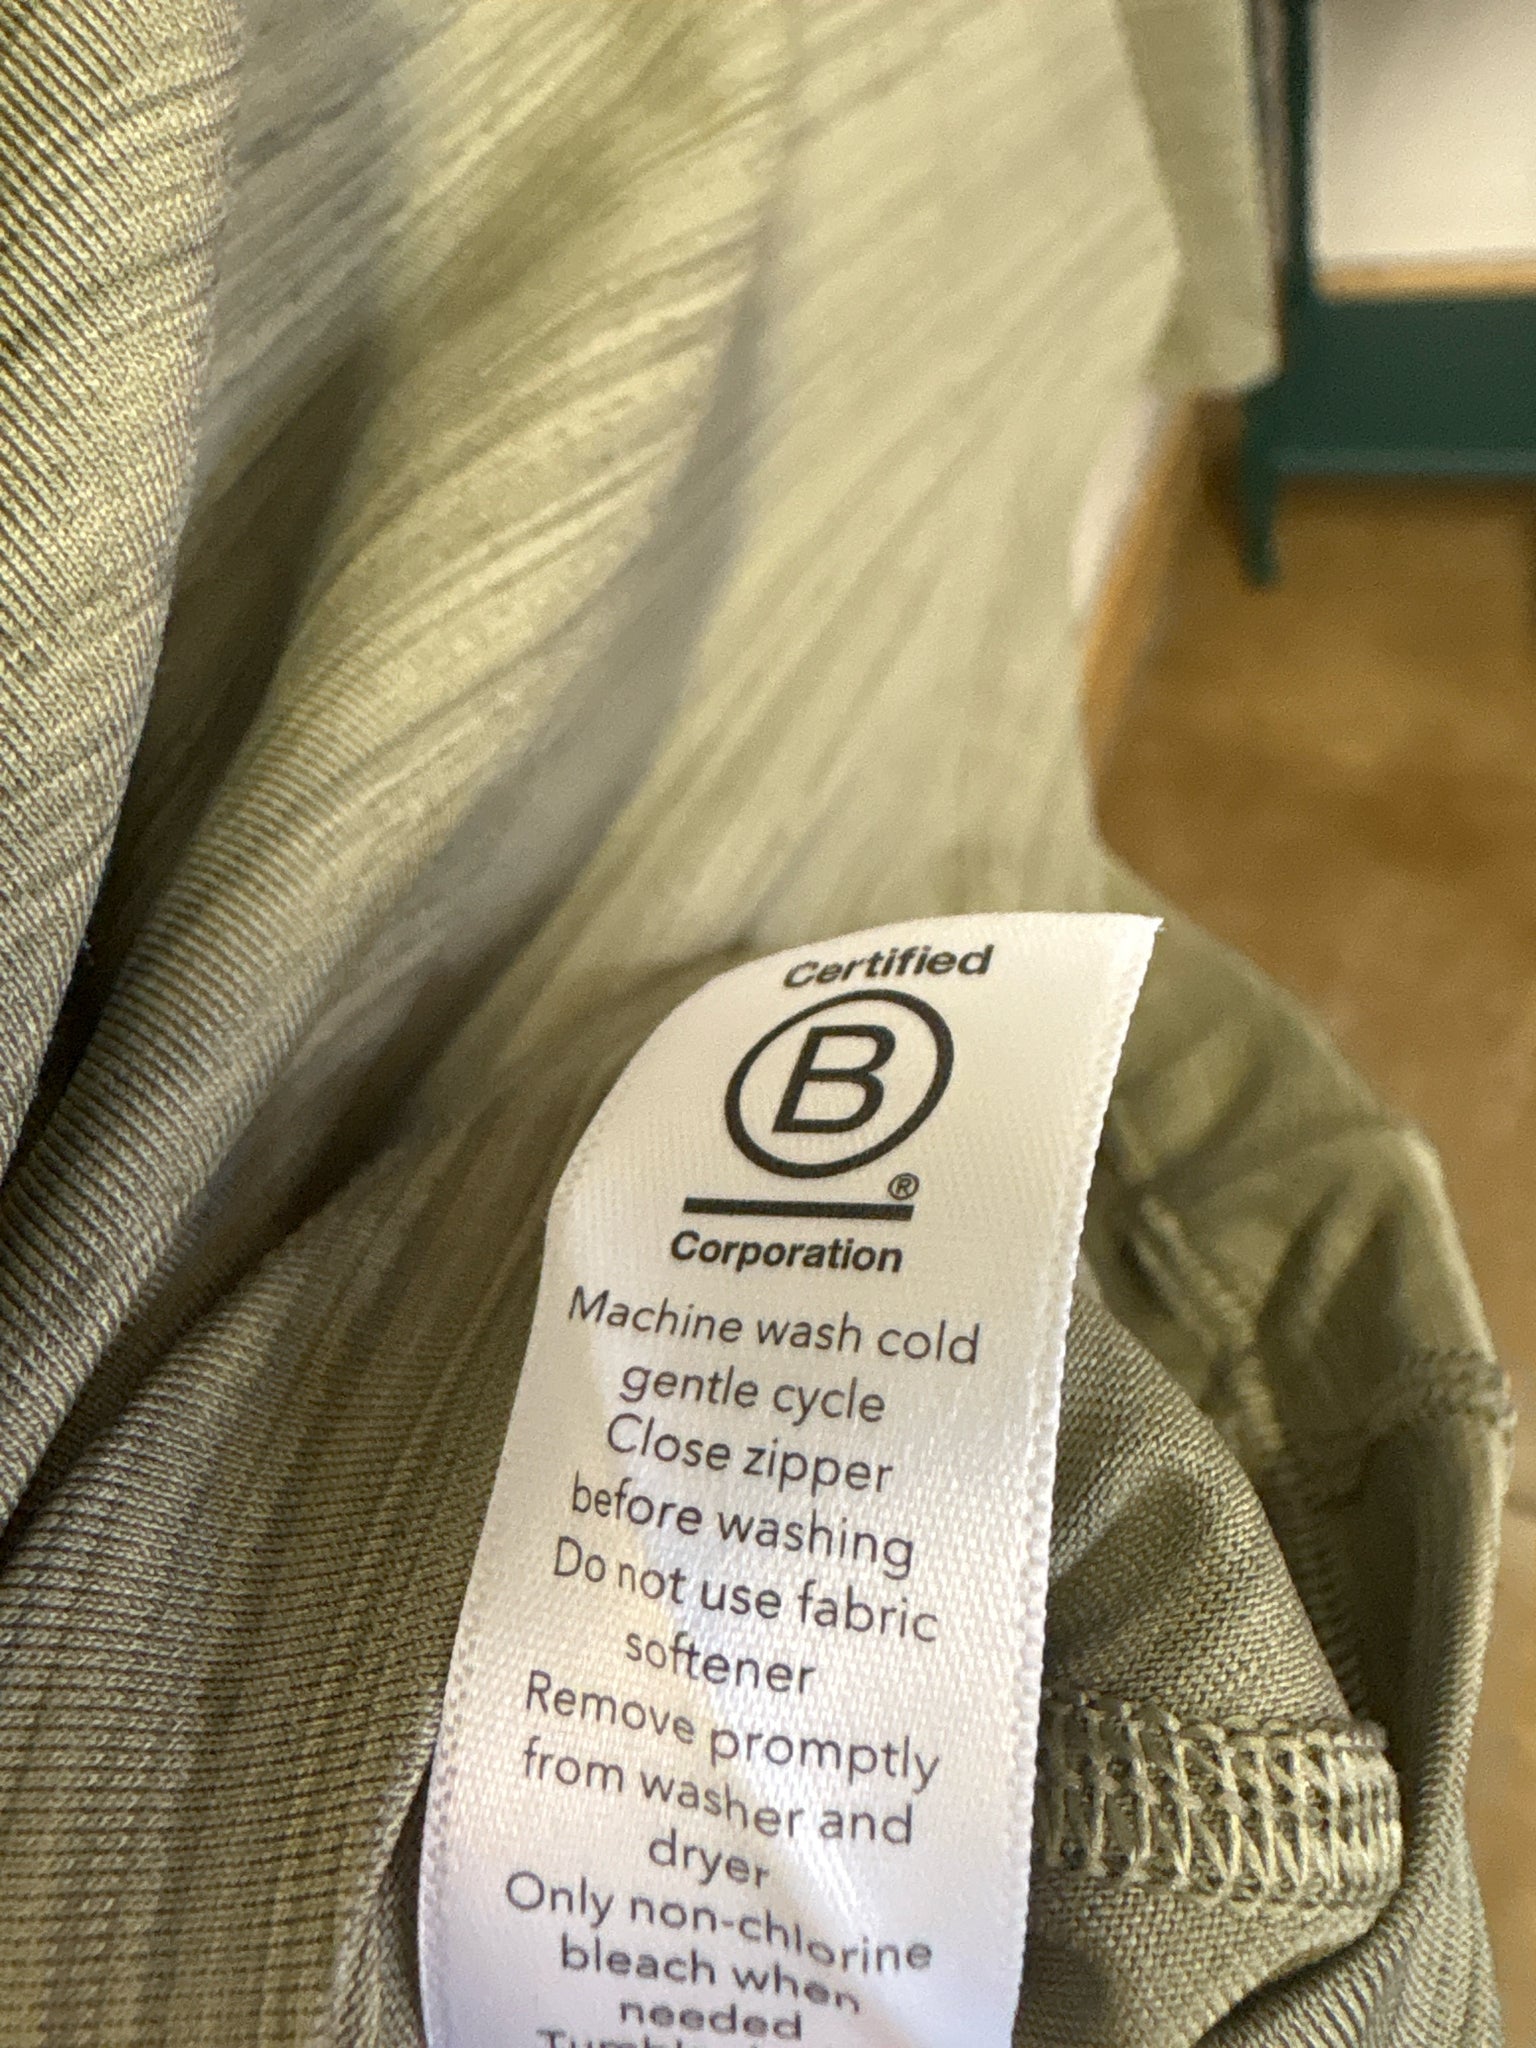 Certified
B
®
Corporation
Machine wash cold
gentle cycle
Close zipper
before washing
Do not use fabric
softener
Remove promptly
from washer and
dryer
Only non-chlorine
bleach when
needed